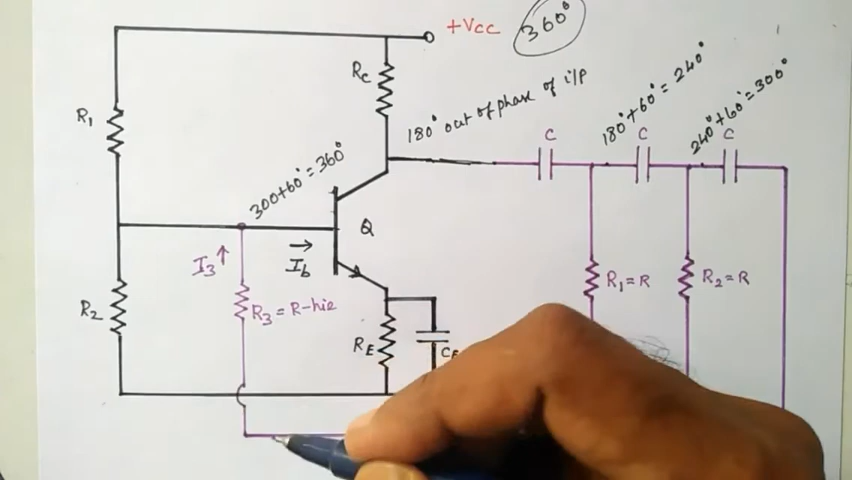 +Vcc
360°
Rc
R1
180° out of phase of i/p
180°+60° = 240°
240°+60°=300°
C
C
C
300+60°=360°
Q
I3
Ib
R2
R3 = R-hie
R1=R
R2=R
RE
CE